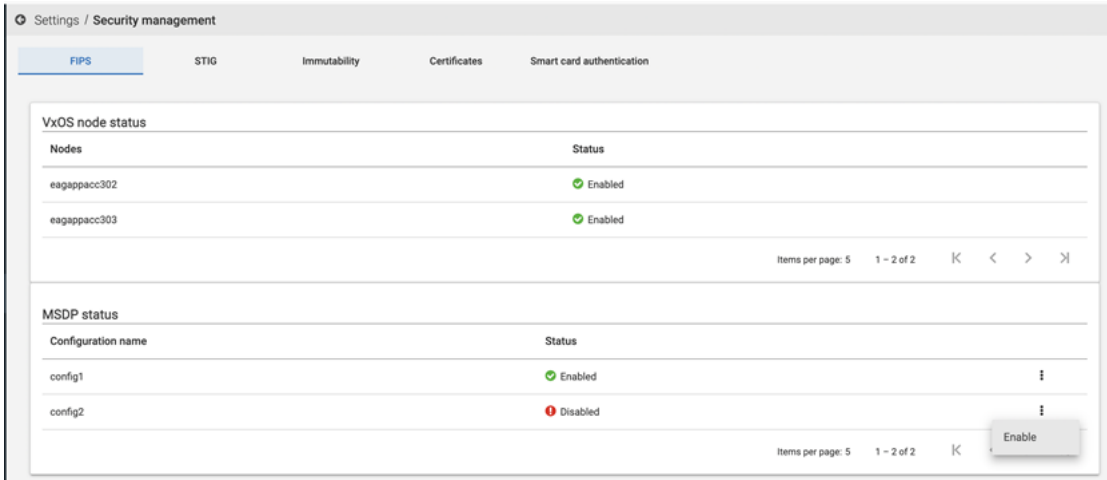 Settings / Security management
FIPS STIG Immutability Certificates Smart card authentication
VxOS node status
Nodes Status
eagappacc302 Enabled
eagappacc303 Enabled
Items per page: 5 1 – 2 of 2
MSDP status
Configuration name Status
config1 Enabled
config2 Disabled
Enable
Items per page: 5 1 – 2 of 2